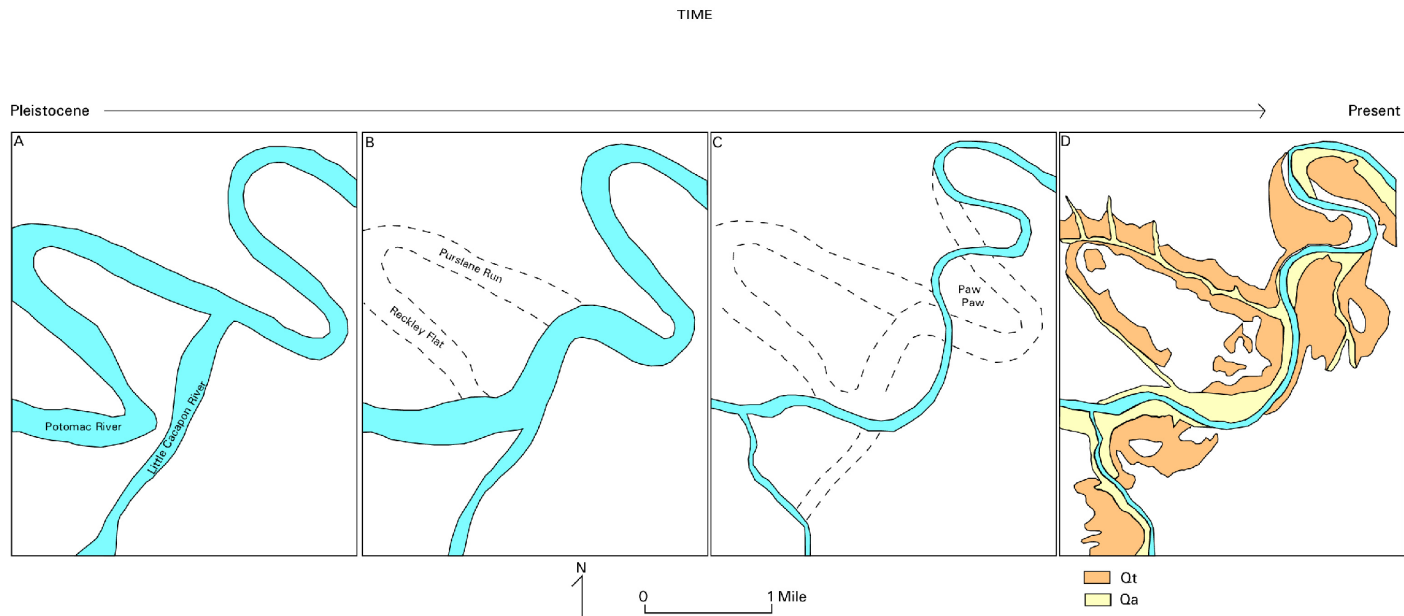 TIME
Pleistocene
Present
A
B
C
D
Potomac River
Little Cacapon River
Purslane Run
Reckley Flat
Paw
Paw
N
0
1 Mile
Qt
Qa